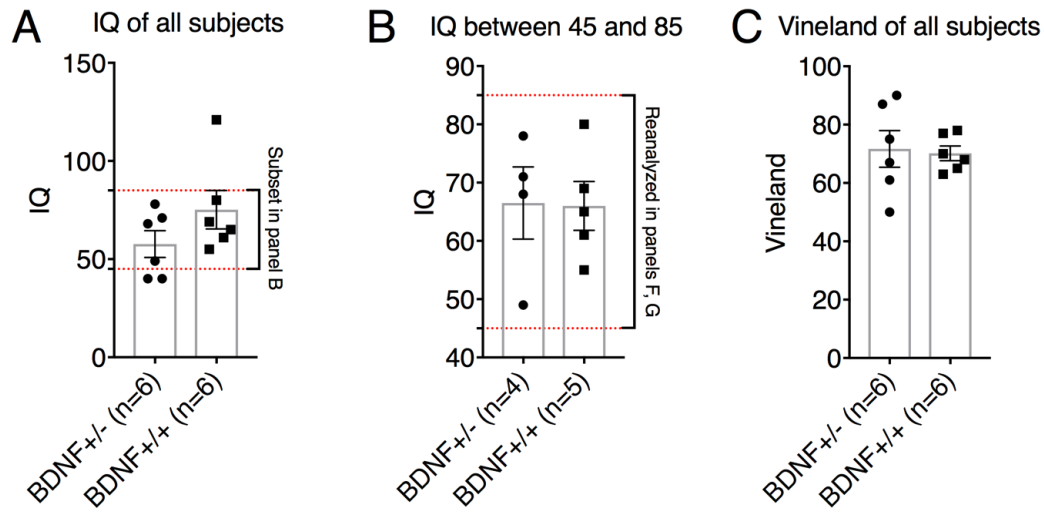 A IQ of all subjects
150
100
50
0
IQ
Subset in panel B
BDNF+/- (n=6)
BDNF+/+ (n=6)
B IQ between 45 and 85
90
80
70
60
50
40
IQ
Reanalyzed in panels F, G
BDNF+/- (n=4)
BDNF+/+ (n=5)
C Vineland of all subjects
100
80
60
40
20
0
Vineland
BDNF+/- (n=6)
BDNF+/+ (n=6)